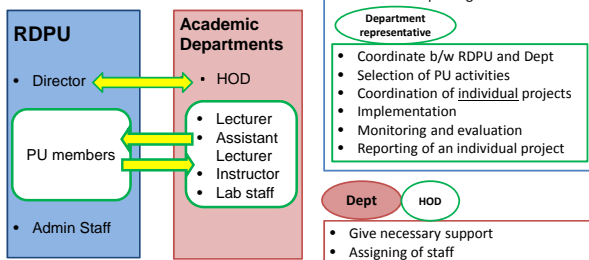 RDPU
• Director
PU members
• Admin Staff
Academic
Departments
• HOD
• Lecturer
• Assistant
Lecturer
• Instructor
• Lab staff
Department
representative
• Coordinate b/w RDPU and Dept
• Selection of PU activities
• Coordination of individual projects
• Implementation
• Monitoring and evaluation
• Reporting of an individual project
Dept
HOD
• Give necessary support
• Assigning of staff